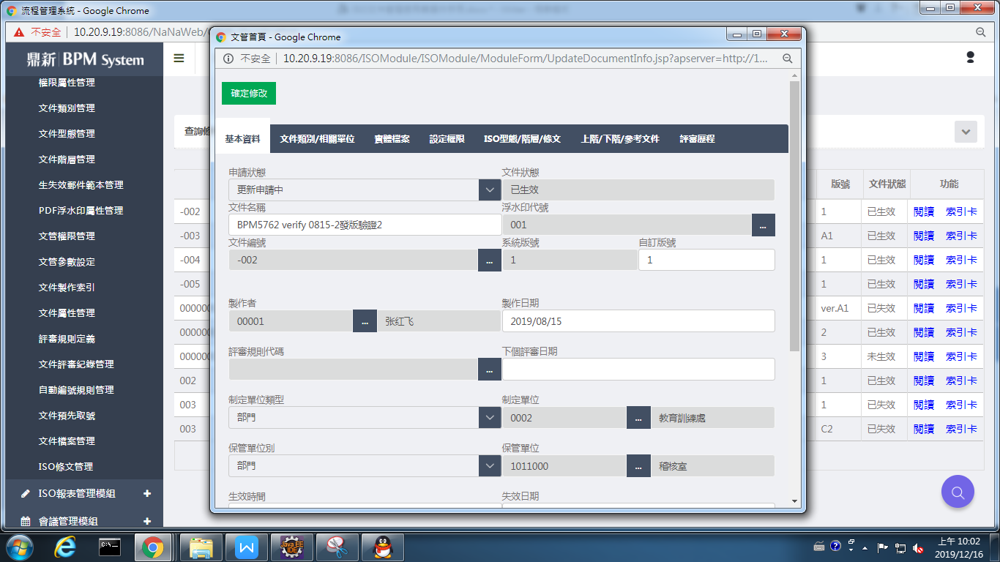 流程管理系統 - Google Chrome
不安全 10.20.9.19:8086/NaNaWeb/
鼎新 BPM System
權限屬性管理
文件類別管理
文件型態管理
文件階層管理
生失效郵件範本管理
PDF浮水印屬性管理
文管權限管理
文管參數設定
文件製作索引
文件屬性管理
評審規則定義
文件評審紀錄管理
自動編號規則管理
文件預先取號
文件檔案管理
ISO條文管理
ISO報表管理模組
會議管理模組
文管首頁 - Google Chrome
不安全 10.20.9.19:8086/ISOModule/ISOModule/ModuleForm/UpdateDocumentInfo.jsp?apserver=http://1...
確定修改
基本資料 文件類別/相關單位 實體檔案 設定權限 ISO型態/階層/條文 上階/下階/參考文件 評審歷程
申請狀態 文件狀態
更新申請中 已生效
文件名稱 浮水印代號
BPM5762 verify 0815-2發版驗證2 001 ...
文件編號 系統版號 自訂版號
-002 ... 1 1
製作者 製作日期
00001 ... 张红飞 2019/08/15
評審規則代碼 下個評審日期
...
制定單位類型 制定單位
部門 0002 ... 教育訓練處
保管單位別 保管單位
部門 1011000 ... 稽核室
生效時間 失效日期
查詢條
版號 文件狀態 功能
-002 1 已生效 閱讀 索引卡
-003 A1 已生效 閱讀 索引卡
-004 1 已生效 閱讀 索引卡
-005 1 已生效 閱讀 索引卡
000000 ver.A1 已失效 閱讀 索引卡
000000 2 已生效 閱讀 索引卡
000000 3 未生效 閱讀 索引卡
002 1 已生效 閱讀 索引卡
003 1 已失效 閱讀 索引卡
003 C2 已失效 閱讀 索引卡
上午 10:02
2019/12/16